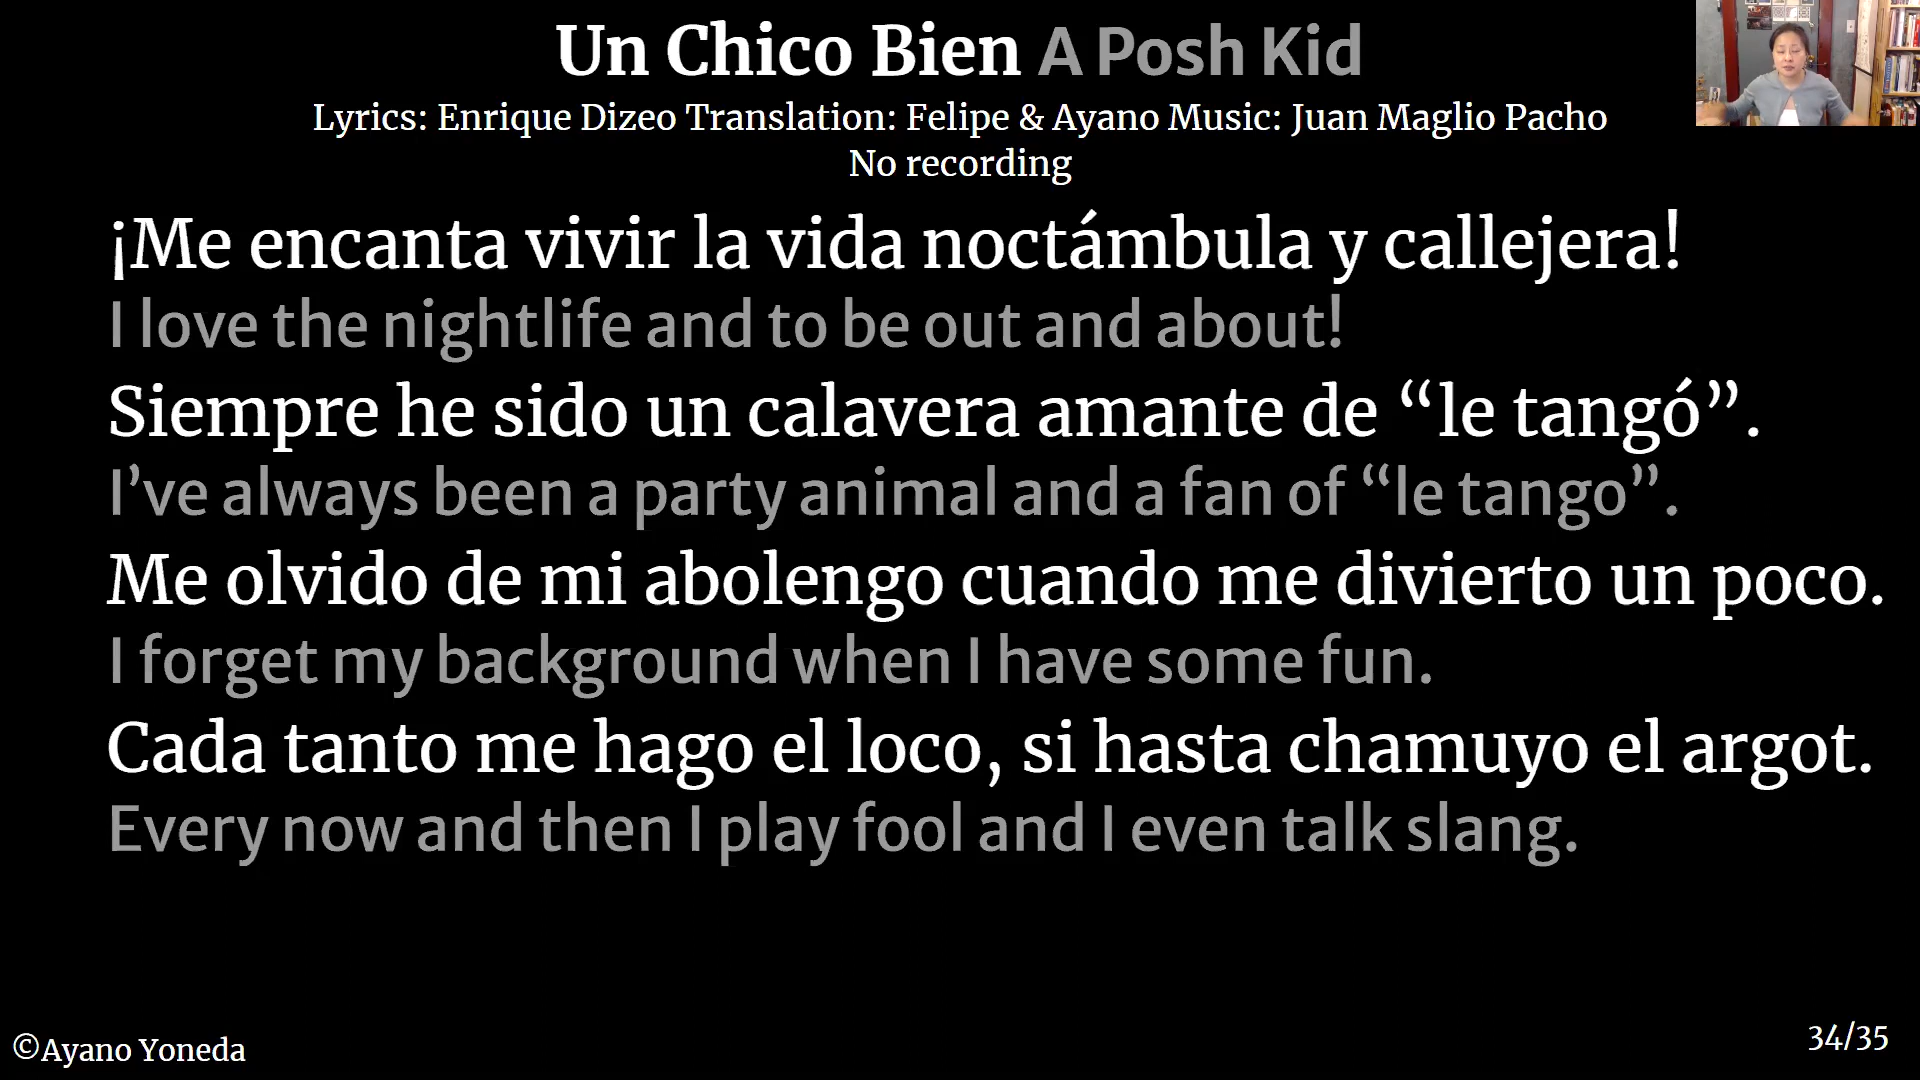 Un Chico Bien A Posh Kid
Lyrics: Enrique Dizeo Translation: Felipe & Ayano Music: Juan Maglio Pacho
No recording
¡Me encanta vivir la vida noctámbula y callejera!
I love the nightlife and to be out and about!
Siempre he sido un calavera amante de “le tangó”.
I’ve always been a party animal and a fan of “le tango”.
Me olvido de mi abolengo cuando me divierto un poco.
I forget my background when I have some fun.
Cada tanto me hago el loco, si hasta chamuyo el argot.
Every now and then I play fool and I even talk slang.
©Ayano Yoneda
34/35